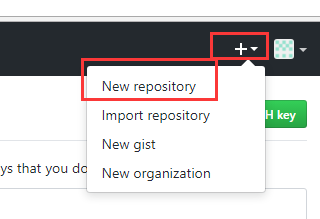 New repository
Import repository
H key
New gist
ys that you do
New organization